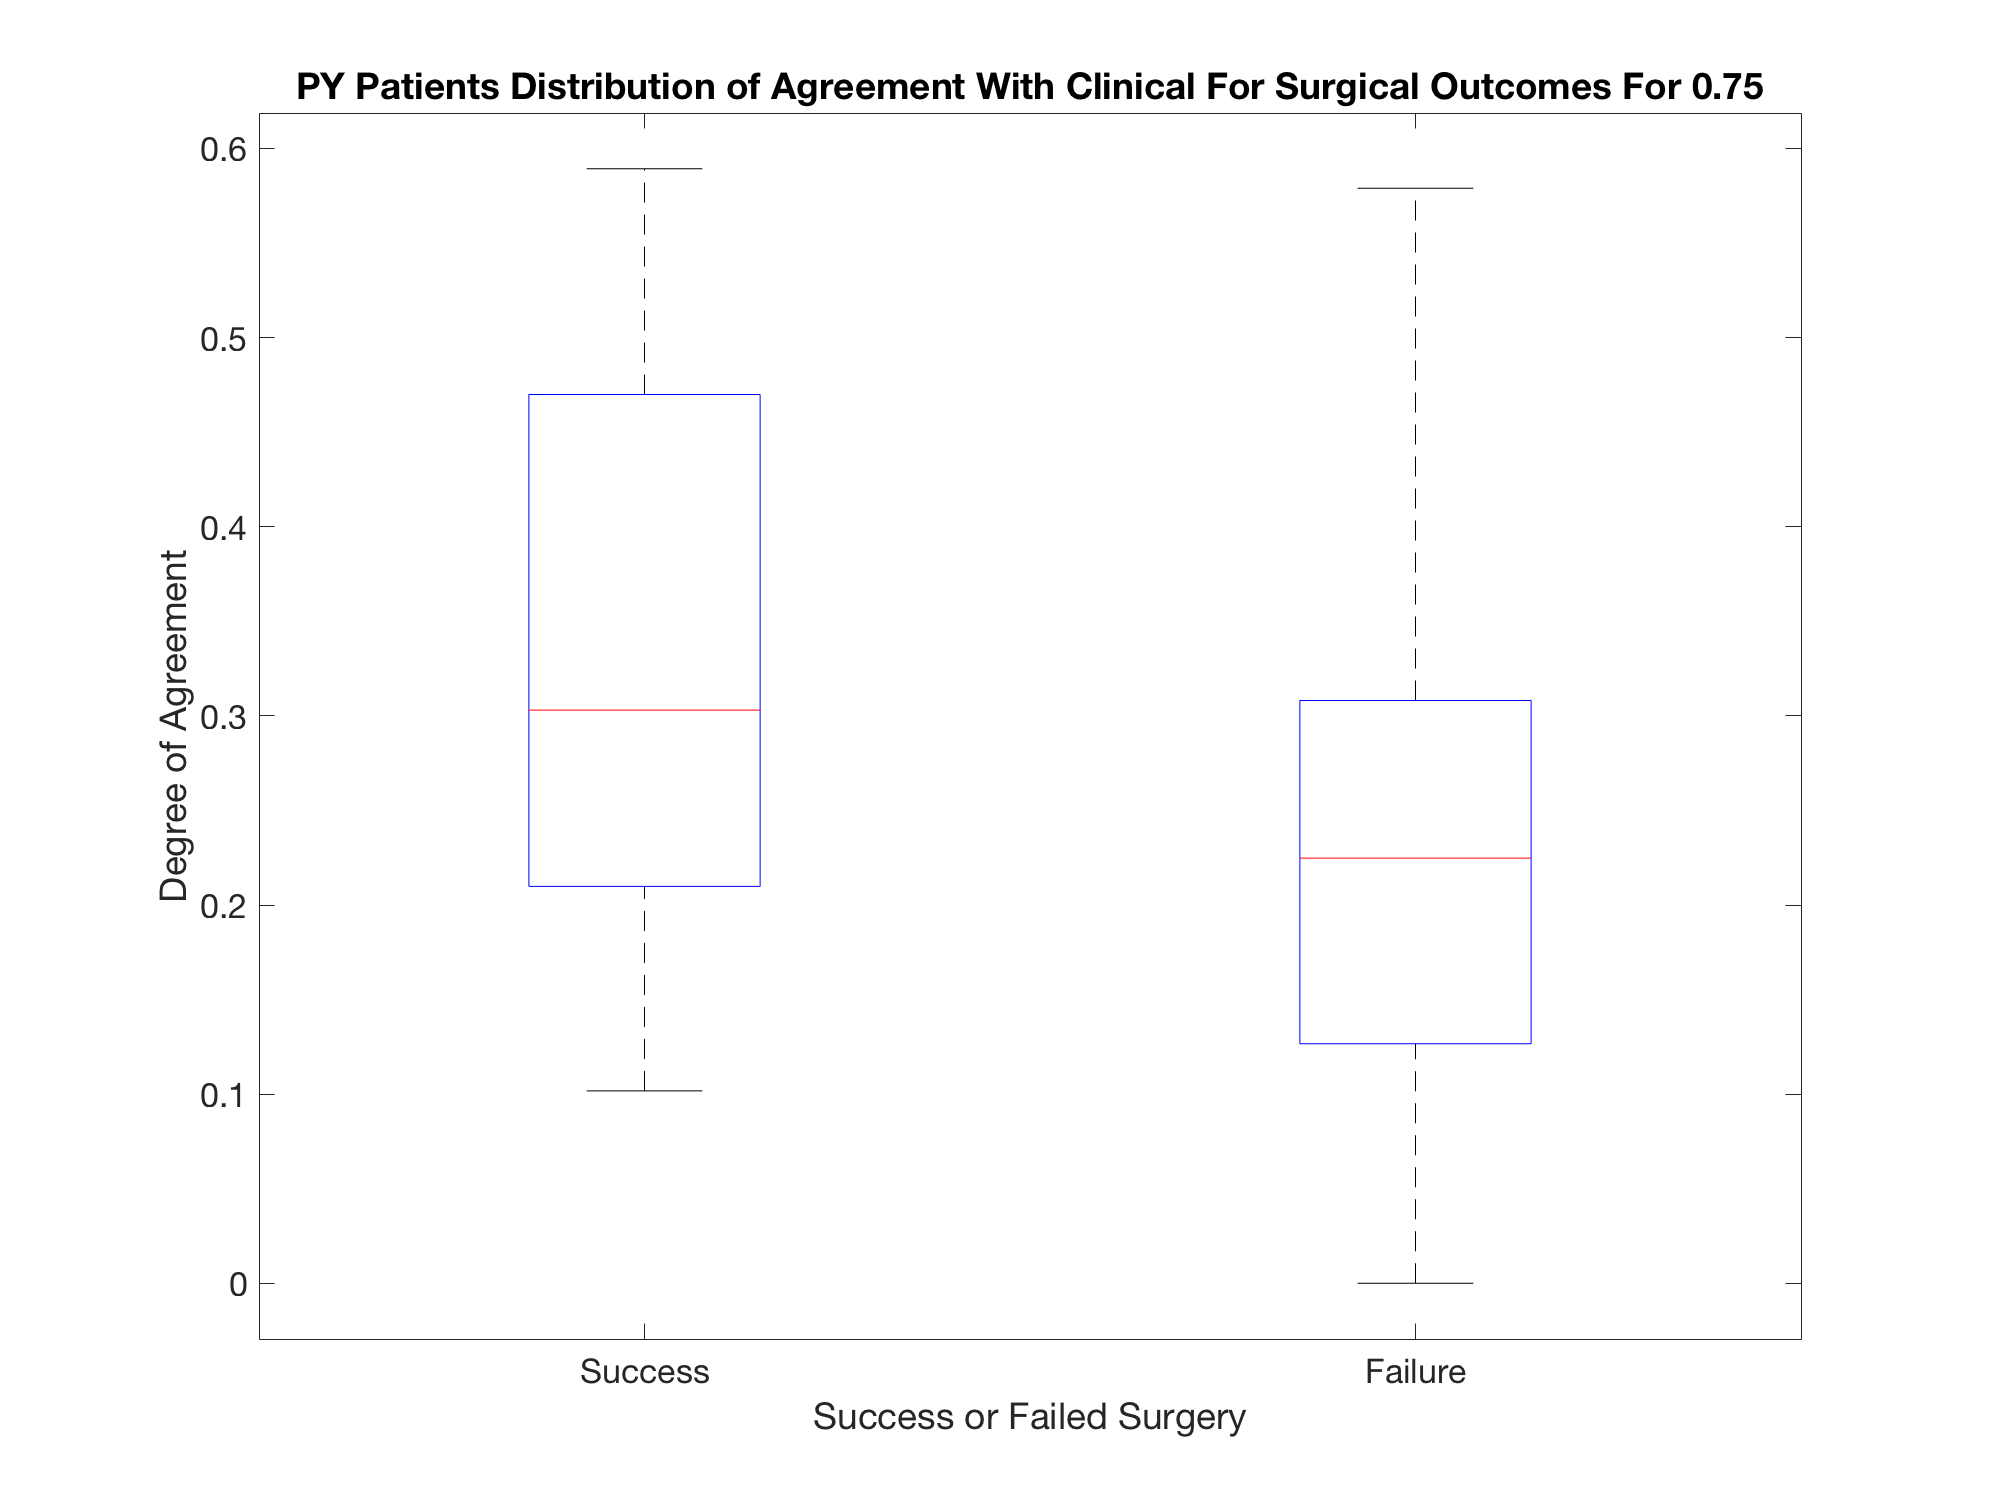 PY Patients Distribution of Agreement With Clinical For Surgical Outcomes For 0.75
0.6
0.5
0.4
0.3
0.2
0.1
0
Degree of Agreement
Success
Failure
Success or Failed Surgery